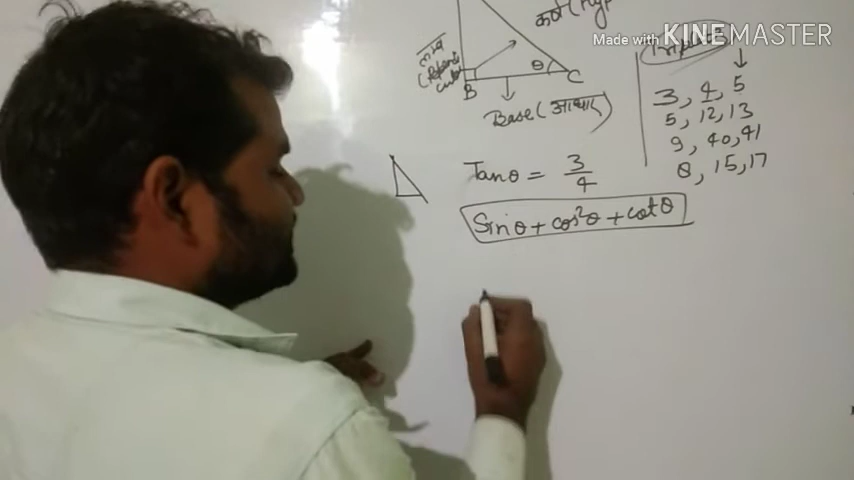 कर्ण (Hyp
Made with KINEMASTER
Triplet
लम्ब
B
θ
C
Base (आधार)
3, 4, 5
5, 12, 13
9, 40, 41
8, 15, 17
Tanθ = 3/4
Sinθ + cos²θ + cotθ